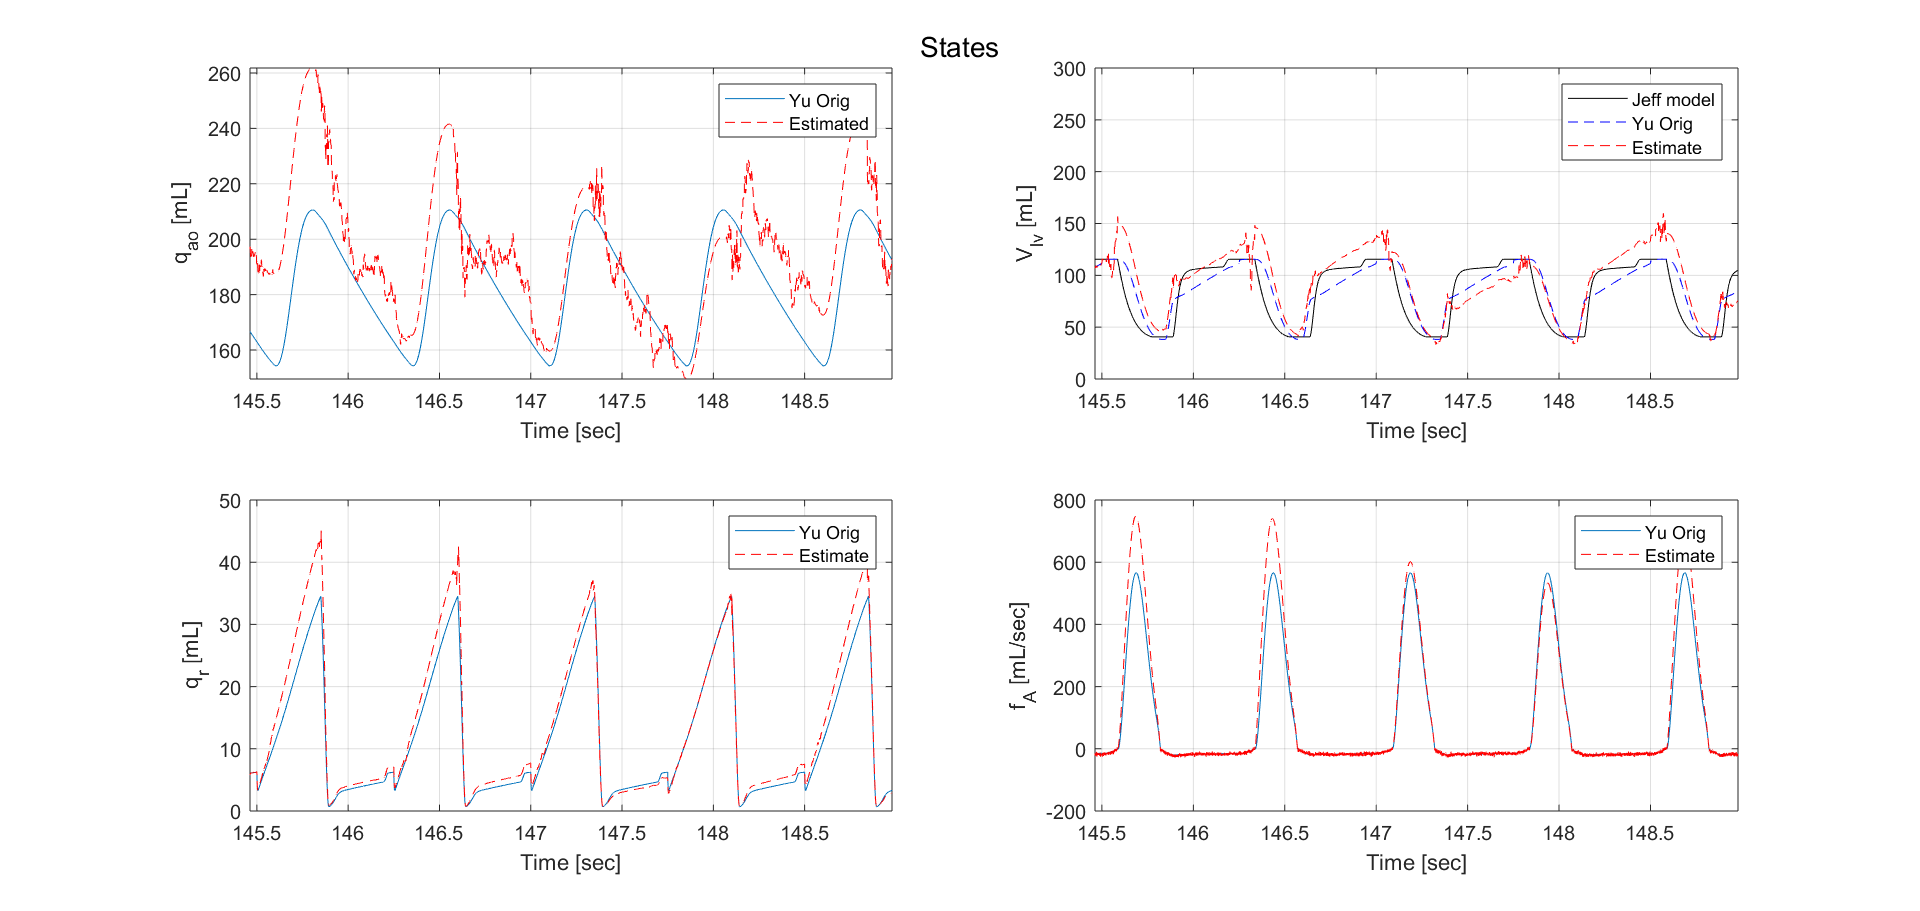 States
260
240
220
200
180
160
q_ao [mL]
145.5 146 146.5 147 147.5 148 148.5
Time [sec]
Yu Orig
Estimated
300
250
200
150
100
50
0
V_lv [mL]
145.5 146 146.5 147 147.5 148 148.5
Time [sec]
Jeff model
Yu Orig
Estimate
50
40
30
20
10
0
q_r [mL]
145.5 146 146.5 147 147.5 148 148.5
Time [sec]
Yu Orig
Estimate
800
600
400
200
0
-200
f_A [mL/sec]
145.5 146 146.5 147 147.5 148 148.5
Time [sec]
Yu Orig
Estimate